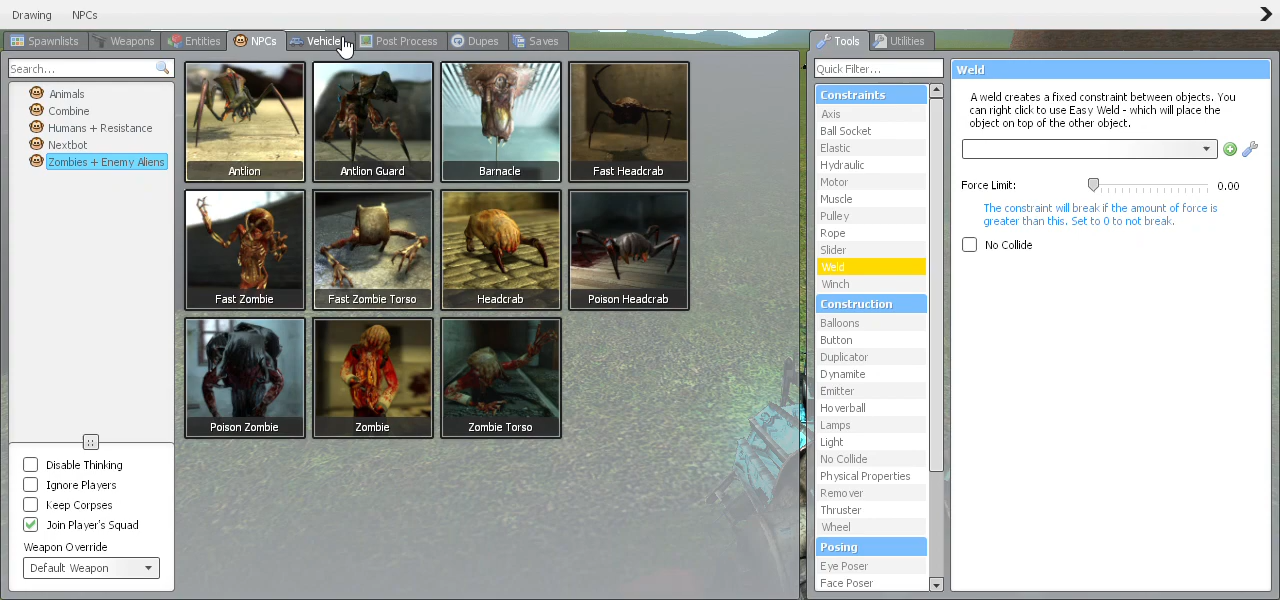 Drawing NPCs
Spawnlists Weapons Entities NPCs Vehicles Post Process Dupes Saves
Search...
Animals
Combine
Humans + Resistance
Nextbot
Zombies + Enemy Aliens
Antlion Antlion Guard Barnacle Fast Headcrab
Fast Zombie Fast Zombie Torso Headcrab Poison Headcrab
Poison Zombie Zombie Zombie Torso
Disable Thinking
Ignore Players
Keep Corpses
Join Player's Squad
Weapon Override
Default Weapon
Tools Utilities
Quick Filter...
Constraints
Axis
Ball Socket
Elastic
Hydraulic
Motor
Muscle
Pulley
Rope
Slider
Weld
Winch
Construction
Balloons
Button
Duplicator
Dynamite
Emitter
Hoverball
Lamps
Light
No Collide
Physical Properties
Remover
Thruster
Wheel
Posing
Eye Poser
Face Poser
Weld
A weld creates a fixed constraint between objects. You
can right click to use Easy Weld - which will place the
object on top of the other object.
Force Limit: 0.00
The constraint will break if the amount of force is
greater than this. Set to 0 to not break.
No Collide